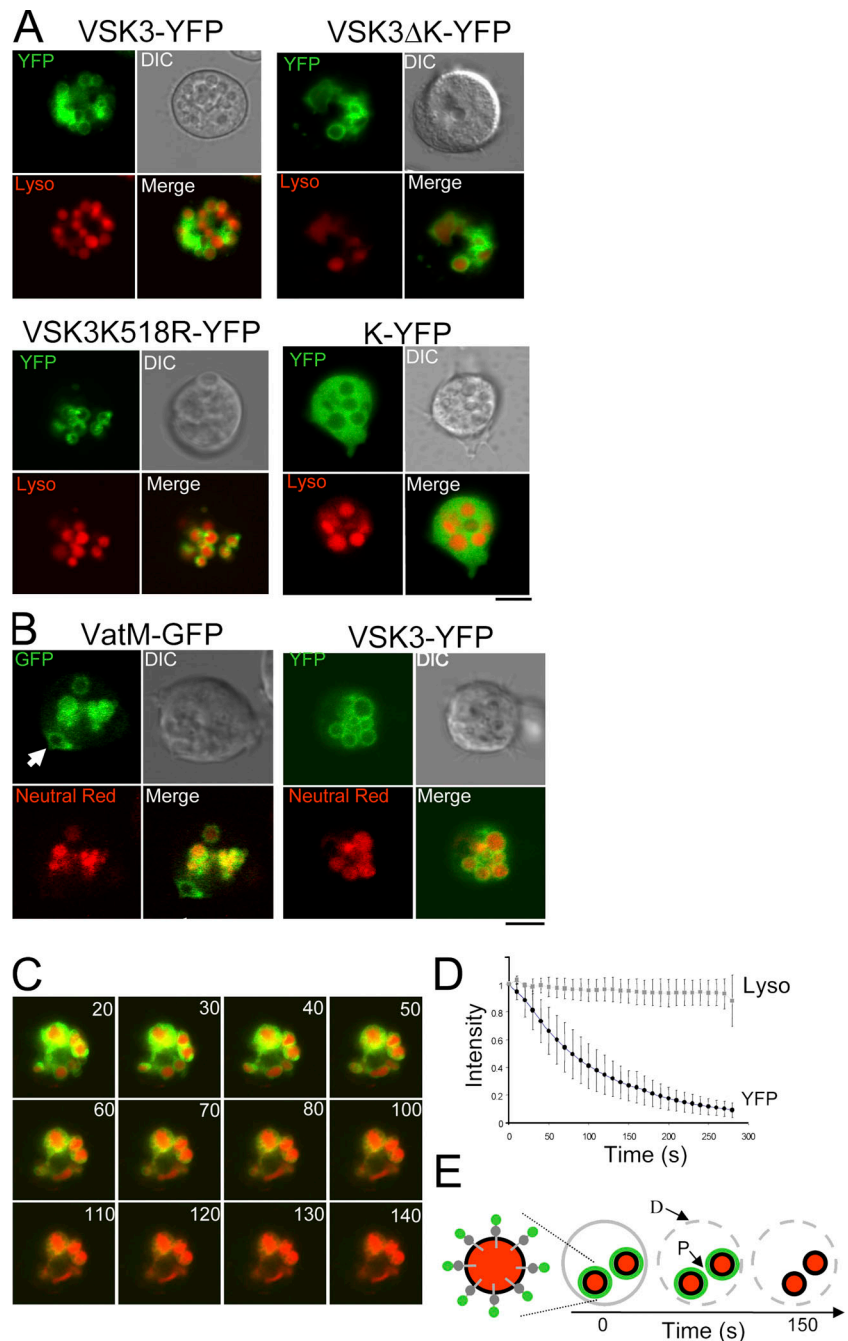 A
VSK3-YFP
VSK3ΔK-YFP
YFP
DIC
YFP
DIC
Lyso
Merge
Lyso
Merge
VSK3K518R-YFP
K-YFP
YFP
DIC
YFP
DIC
Lyso
Merge
Lyso
Merge
B
VatM-GFP
VSK3-YFP
GFP
DIC
YFP
DIC
Neutral Red
Merge
Neutral Red
Merge
C
20 30 40 50
60 70 80 100
110 120 130 140
D
Intensity
1
0.8
0.6
0.4
0.2
0
0 50 100 150 200 250 300
Time (s)
Lyso
YFP
E
D
P
0 150
Time (s)